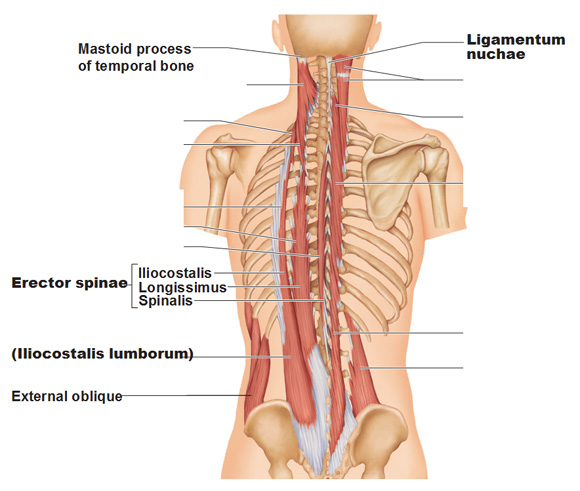 Mastoid process
of temporal bone
Ligamentum
nuchae
Erector spinae
Iliocostalis
Longissimus
Spinalis
(Iliocostalis lumborum)
External oblique